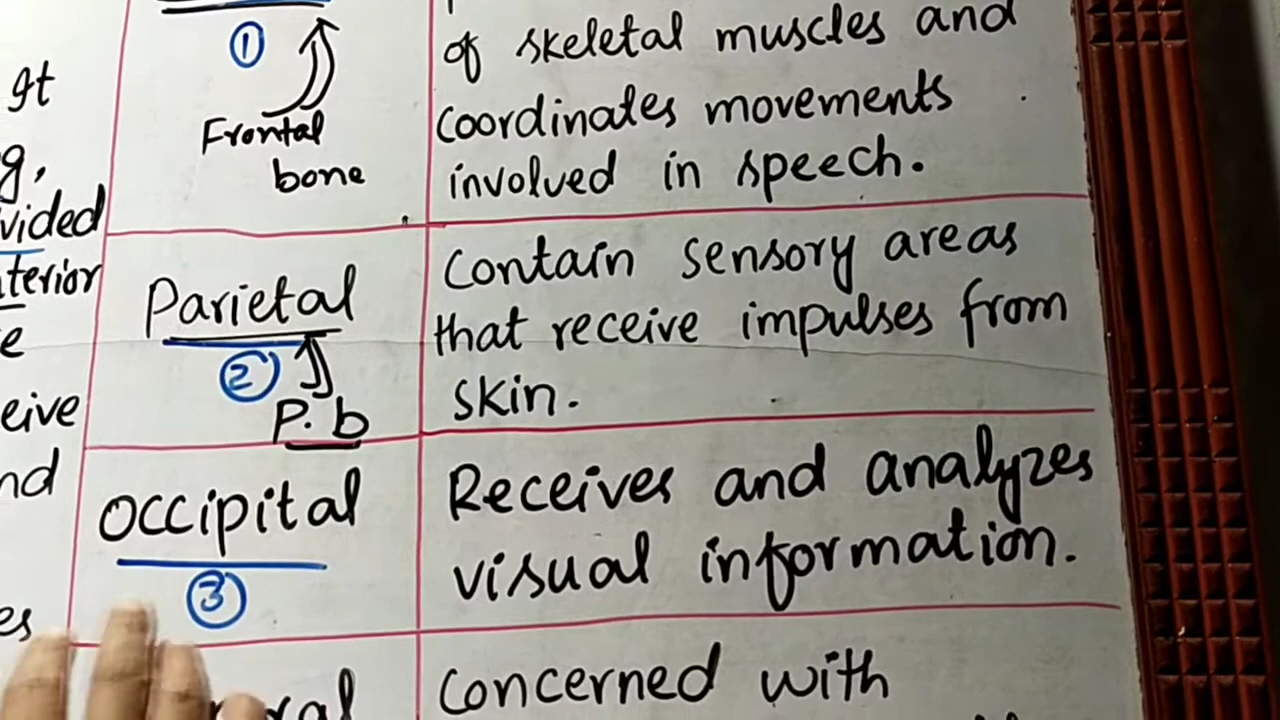 of skeletal muscles and
①
It
coordinates movements
Frontal
bone
involved in speech.
Contain sensory areas
Parietal
that receive impulses from
②
skin.
P.b
Receives and analyzes
Occipital
visual information.
③
Concerned with